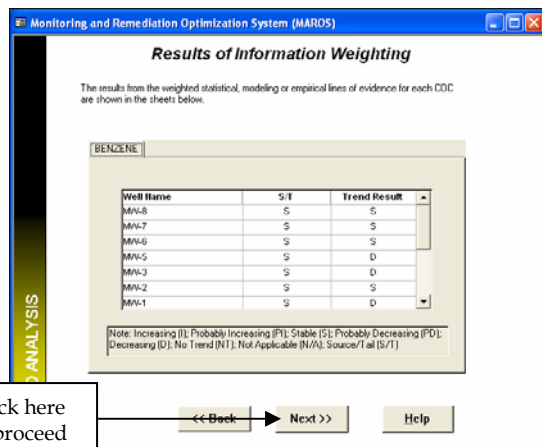 Monitoring and Remediation Optimization System (MAROS)
Results of Information Weighting
The results from the weighted statistical, modeling or empirical lines of evidence for each COC
are shown in the sheets below.
BENZENE
Well Name S/T Trend Result
MW-8 S S
MW-7 S S
MW-6 S S
MW-5 S D
MW-3 S D
MW-2 S S
MW-1 S D
Note: Increasing (I); Probably Increasing (PI); Stable (S); Probably Decreasing (PD);
Decreasing (D); No Trend (NT); Not Applicable (N/A); Source/Tail (S/T)
ANALYSIS
ck here
proceed
<< Back Next >> Help